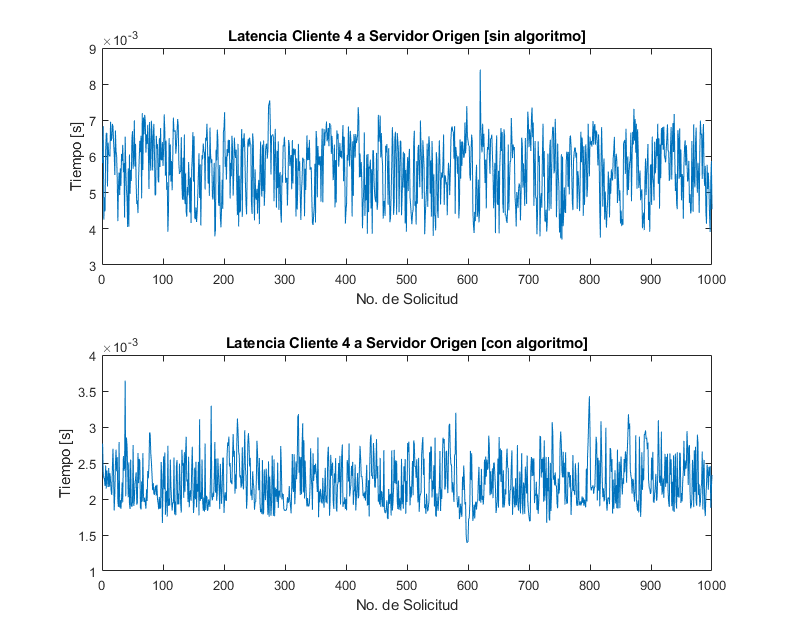 Latencia Cliente 4 a Servidor Origen [sin algoritmo]
×10⁻³
9
8
7
6
5
4
3
Tiempo [s]
0 100 200 300 400 500 600 700 800 900 1000
No. de Solicitud
Latencia Cliente 4 a Servidor Origen [con algoritmo]
×10⁻³
4
3.5
3
2.5
2
1.5
1
Tiempo [s]
0 100 200 300 400 500 600 700 800 900 1000
No. de Solicitud